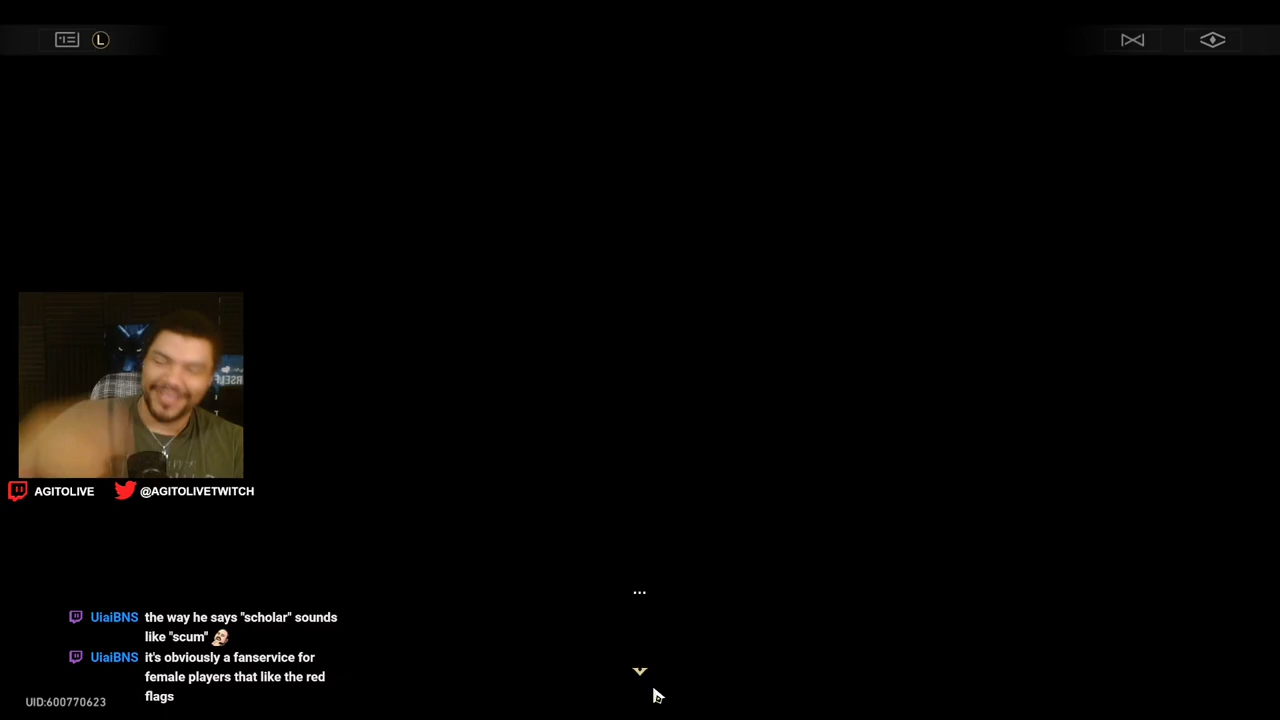 L
RSELF
AGITOLIVE @AGITOLIVETWITCH
...
UiaiBNS the way he says "scholar" sounds
like "scum"
UiaiBNS it's obviously a fanservice for
female players that like the red
flags
UID:600770623